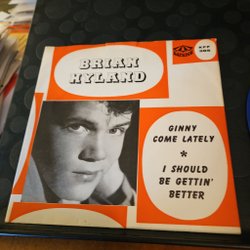 BRIAN
HYLAND
GINNY
COME LATELY
*
I SHOULD
BE GETTIN'
BETTER